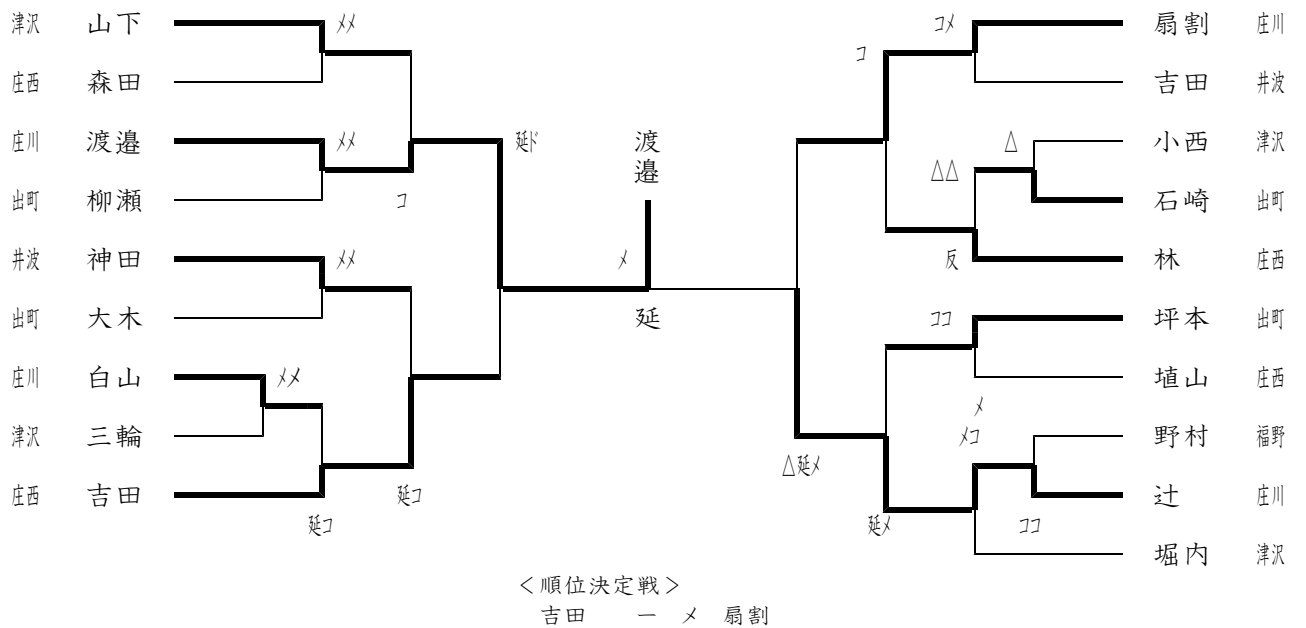 津沢 山下 メメ コメ 扇割 庄川
コ
庄西 森田 吉田 井波
庄川 渡邉 メメ 延ド 渡邉 △ 小西 津沢
△△
出町 柳瀬 コ 石崎 出町
井波 神田 メメ メ 反 林 庄西
出町 大木 延 ココ 坪本 出町
庄川 白山 メメ 埴山 庄西
メ
津沢 三輪 メコ 野村 福野
△延メ
庄西 吉田 延コ 辻 庄川
延コ 延メ ココ
堀内 津沢
＜順位決定戦＞
吉田 ー メ 扇割